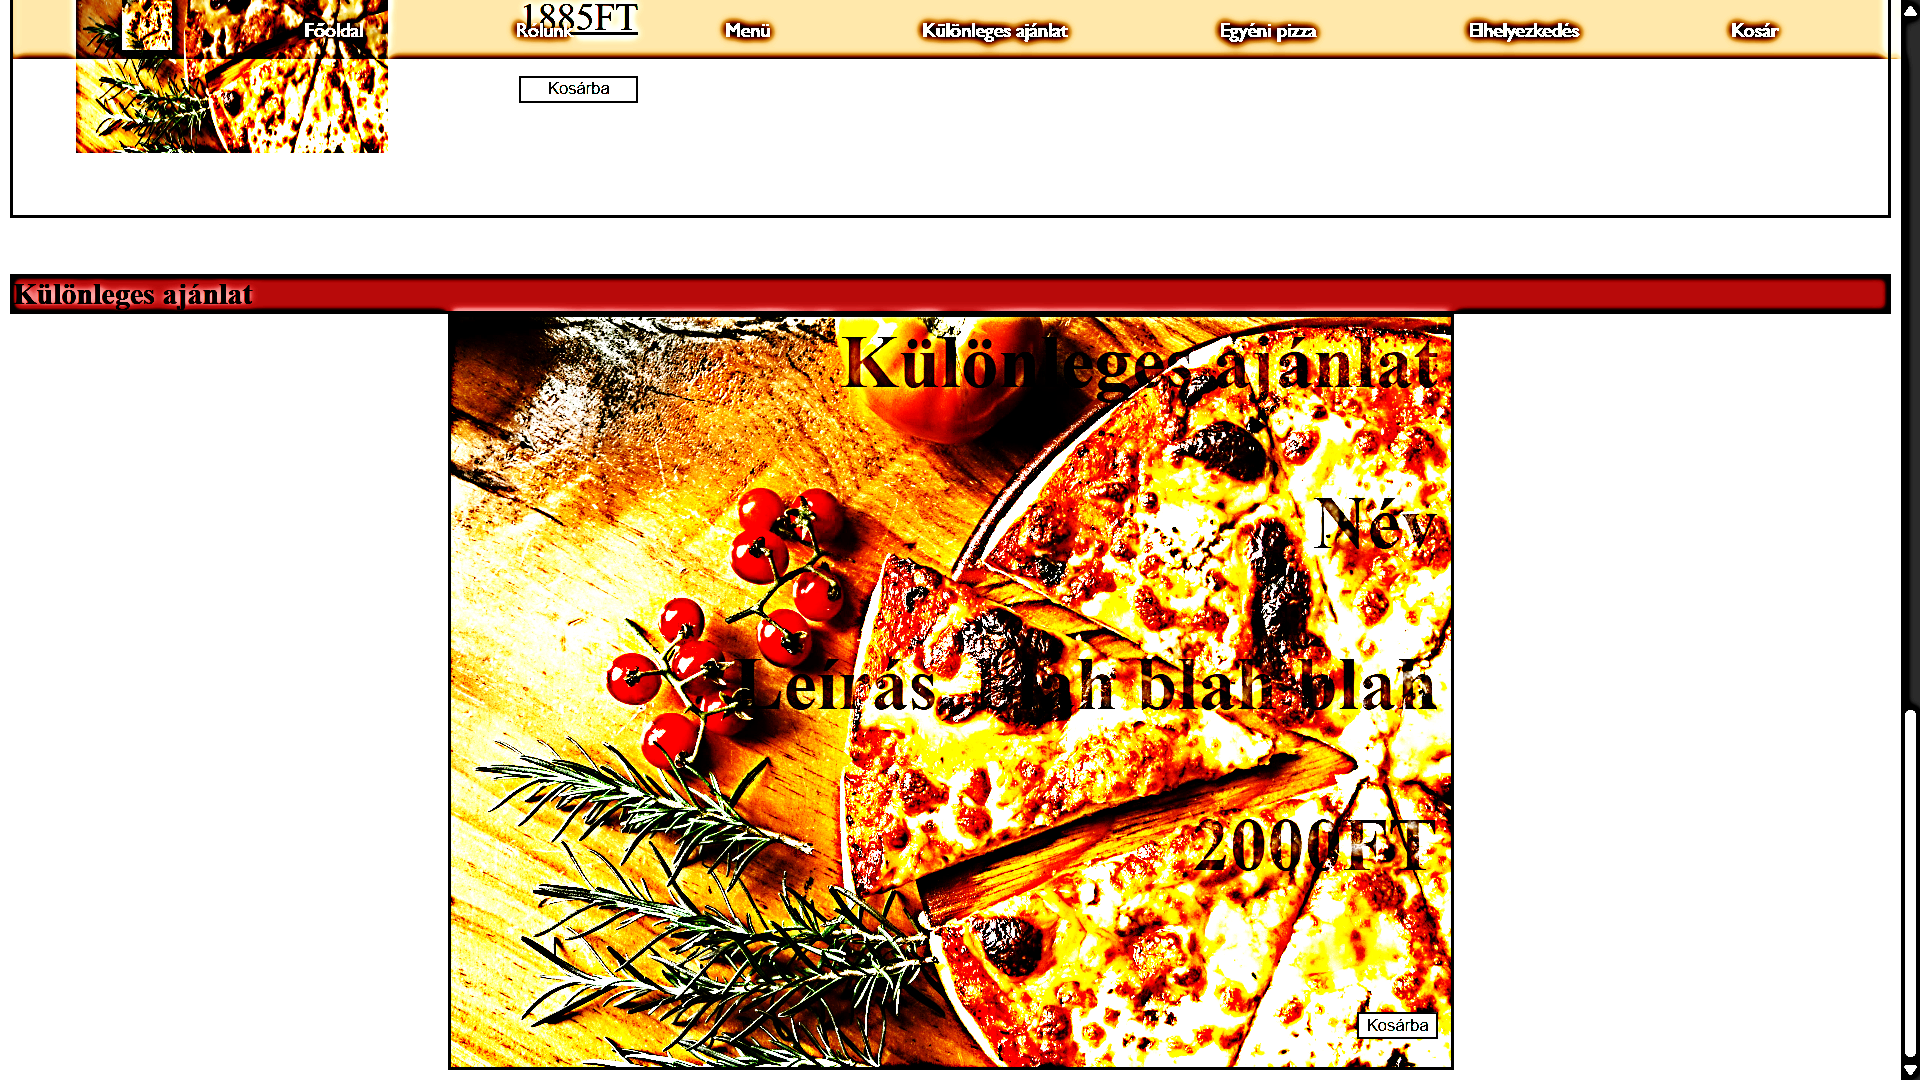 1885FT
Főoldal Rólunk Menü Különleges ajánlat Egyéni pizza Elhelyezkedés Kosár
Kosárba
Különleges ajánlat
Különleges ajánlat
Név
Leírás, blah blah blah
2000FT
Kosárba